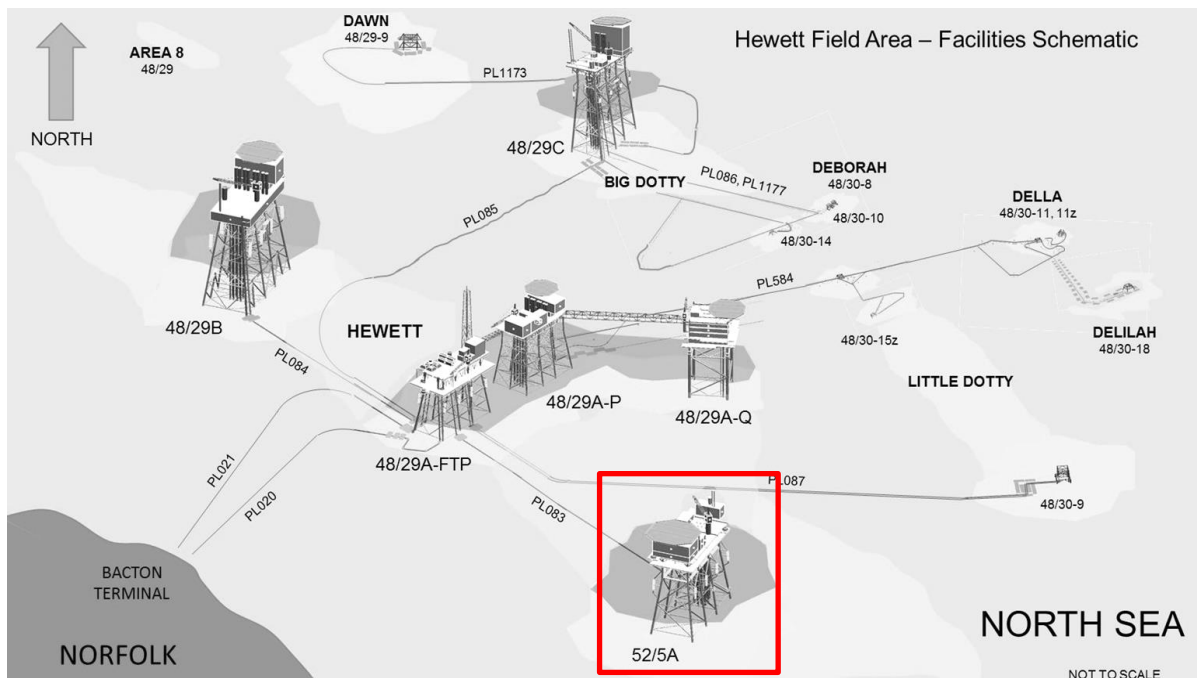 DAWN
48/29-9
Hewett Field Area – Facilities Schematic
AREA 8
48/29
PL1173
NORTH
48/29C
BIG DOTTY
PL086, PL1177
DEBORAH
48/30-8
48/30-10
48/30-14
DELLA
48/30-11, 11z
PL085
PL584
48/29B
HEWETT
DELILAH
48/30-18
48/30-15z
PL084
LITTLE DOTTY
48/29A-P
48/29A-Q
48/29A-FTP
PL021
PL020
PL083
PL087
48/30-9
BACTON
TERMINAL
NORTH SEA
NORFOLK
52/5A
NOT TO SCALE